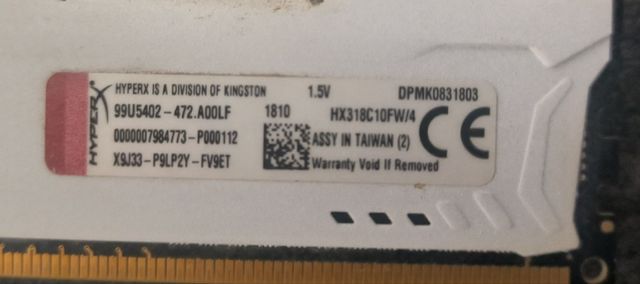 HYPERX
HYPERX IS A DIVISION OF KINGSTON 1.5V DPMK0831803
99U5402-472.A00LF 1810 HX318C10FW/4
0000007984773-P000112 ASSY IN TAIWAN (2) CE
X9J33-P9LP2Y-FV9ET Warranty Void If Removed